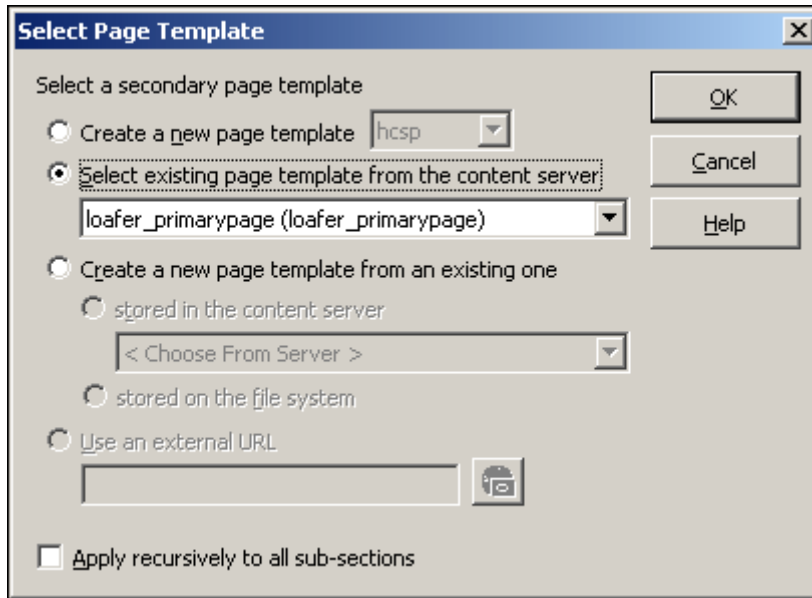 Select Page Template
Select a secondary page template
Create a new page template hcsp
Select existing page template from the content server
loafer_primarypage (loafer_primarypage)
Create a new page template from an existing one
stored in the content server
< Choose From Server >
stored on the file system
Use an external URL
Apply recursively to all sub-sections
OK
Cancel
Help